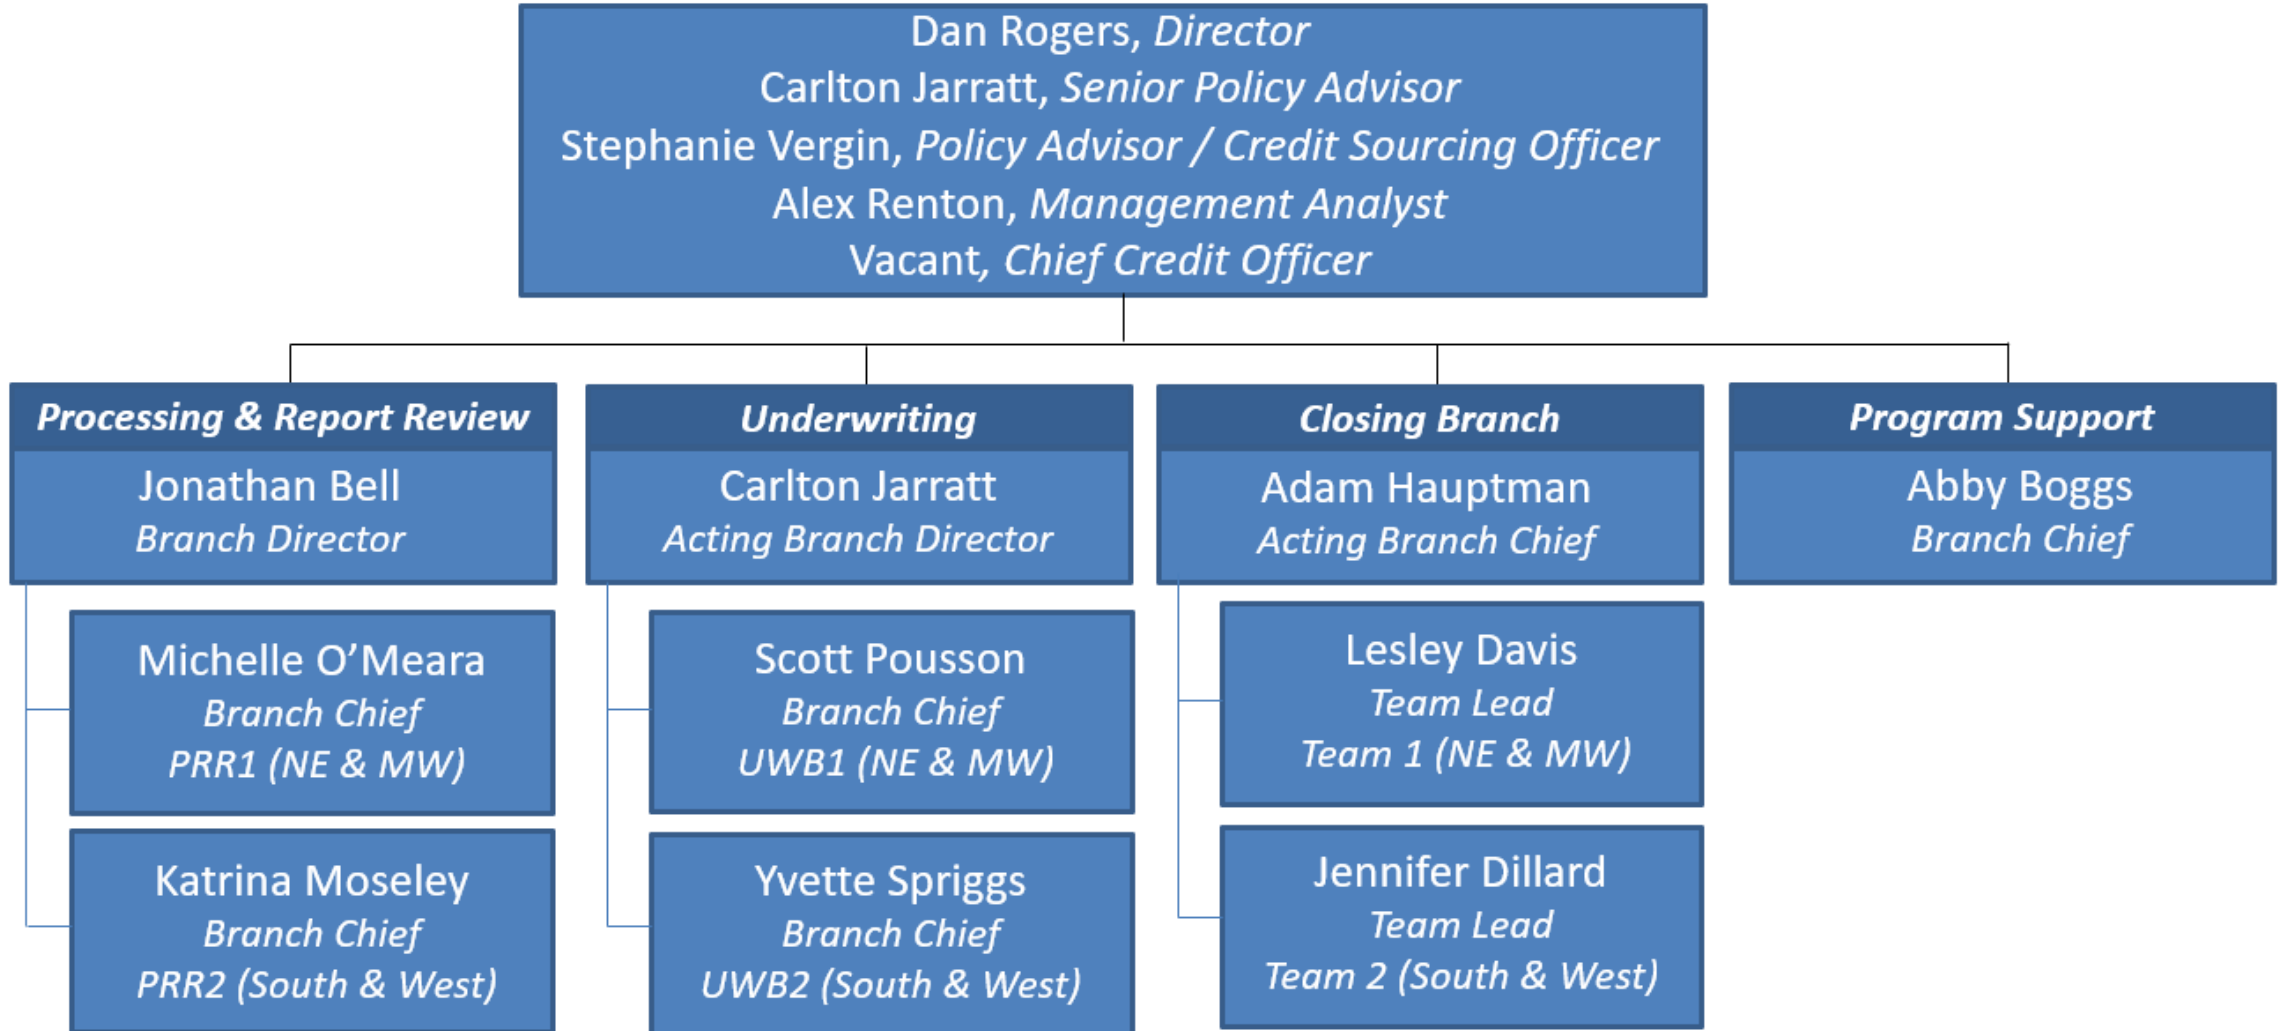 Dan Rogers, Director
Carlton Jarratt, Senior Policy Advisor
Stephanie Vergin, Policy Advisor / Credit Sourcing Officer
Alex Renton, Management Analyst
Vacant, Chief Credit Officer
Processing & Report Review
Jonathan Bell
Branch Director
Michelle O’Meara
Branch Chief
PRR1 (NE & MW)
Katrina Moseley
Branch Chief
PRR2 (South & West)
Underwriting
Carlton Jarratt
Acting Branch Director
Scott Pousson
Branch Chief
UWB1 (NE & MW)
Yvette Spriggs
Branch Chief
UWB2 (South & West)
Closing Branch
Adam Hauptman
Acting Branch Chief
Lesley Davis
Team Lead
Team 1 (NE & MW)
Jennifer Dillard
Team Lead
Team 2 (South & West)
Program Support
Abby Boggs
Branch Chief